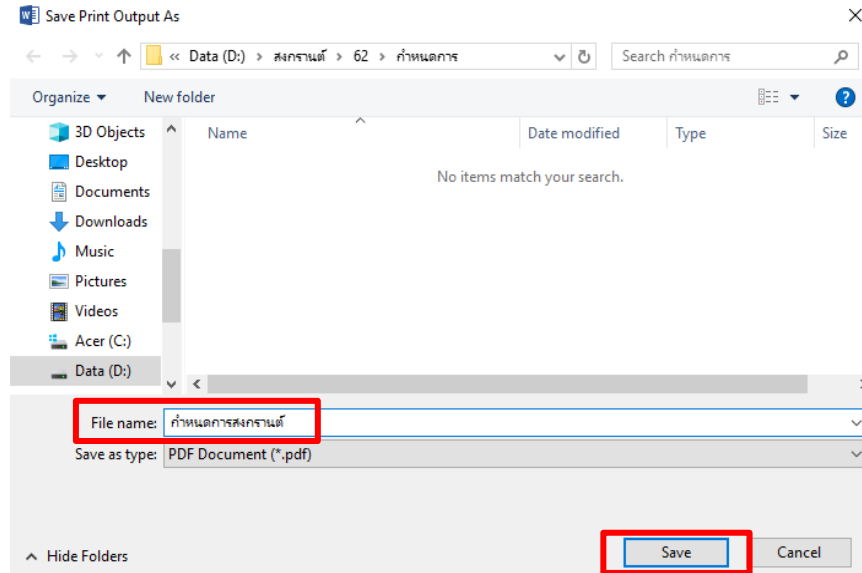 Save Print Output As
« Data (D:) › สงกรานต์ › 62 › กำหนดการ
Search กำหนดการ
Organize
New folder
Name
Date modified
Type
Size
No items match your search.
3D Objects
Desktop
Documents
Downloads
Music
Pictures
Videos
Acer (C:)
Data (D:)
File name: กำหนดการสงกรานต์
Save as type: PDF Document (*.pdf)
Hide Folders
Save
Cancel